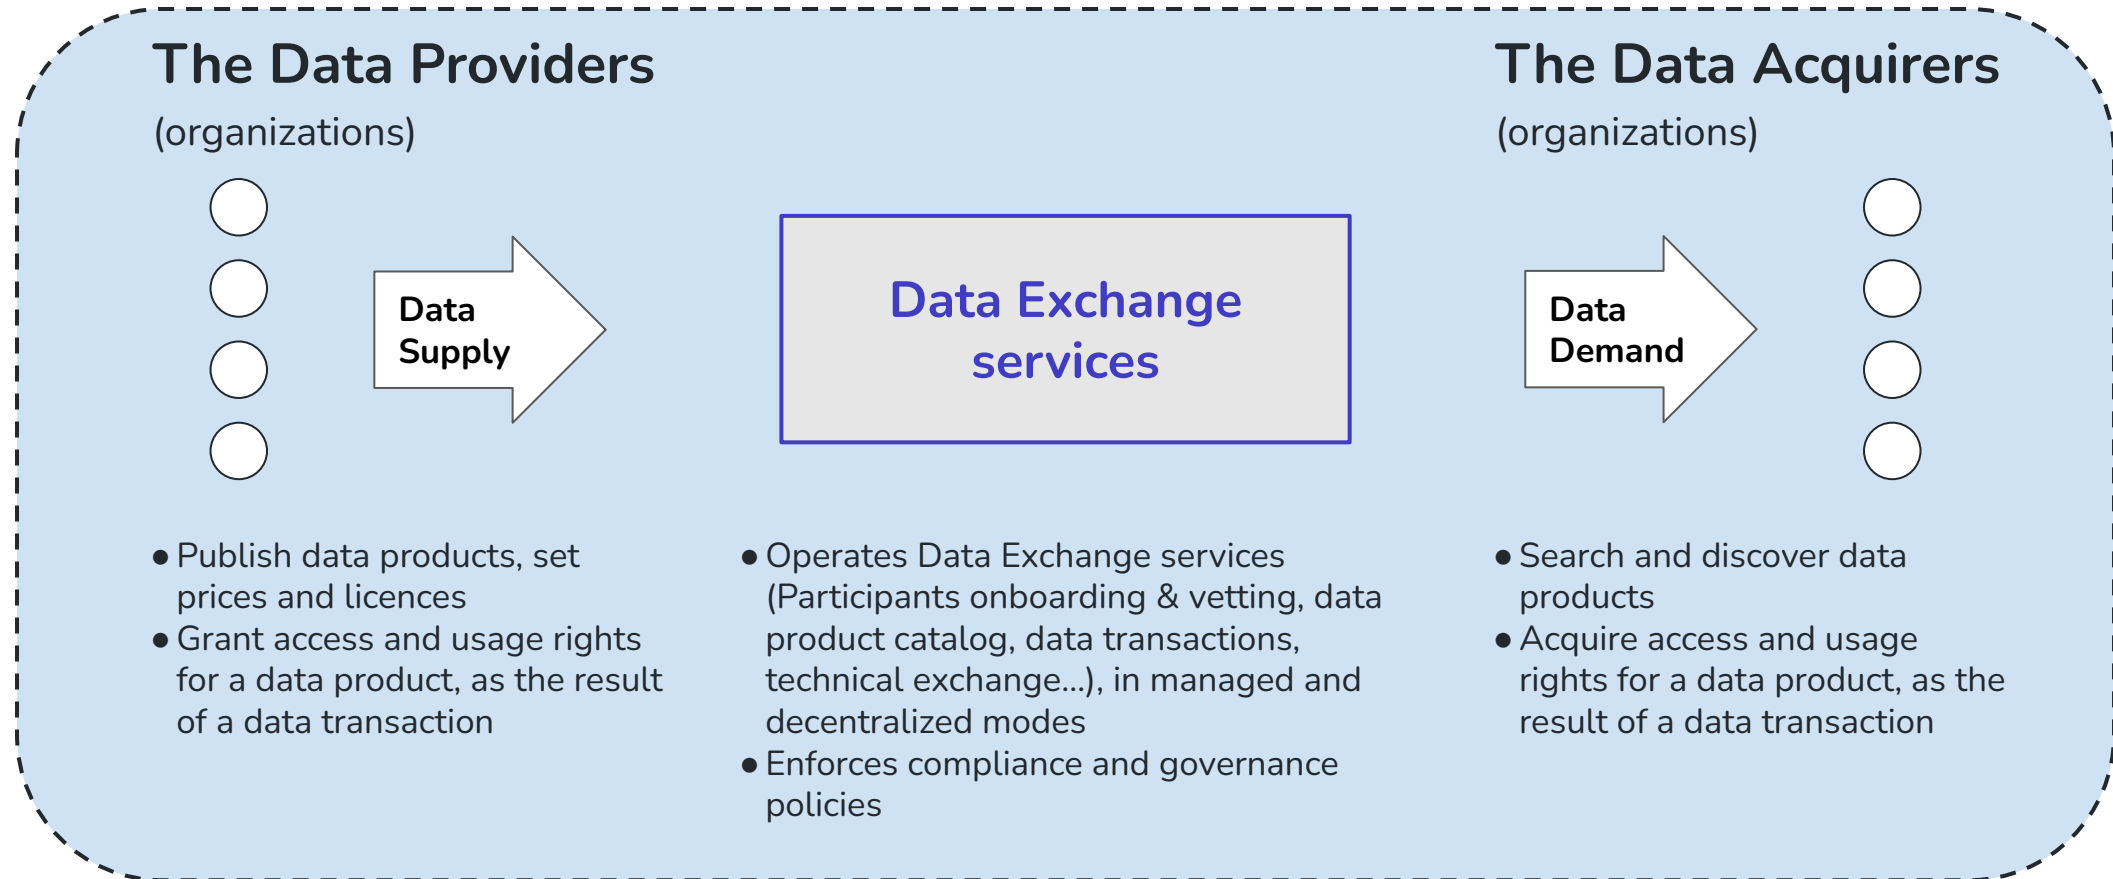 The Data Providers
(organizations)
Data
Supply
● Publish data products, set
prices and licences
● Grant access and usage rights
for a data product, as the result
of a data transaction
Data Exchange
services
● Operates Data Exchange services
(Participants onboarding & vetting, data
product catalog, data transactions,
technical exchange...), in managed and
decentralized modes
● Enforces compliance and governance
policies
The Data Acquirers
(organizations)
Data
Demand
● Search and discover data
products
● Acquire access and usage
rights for a data product, as the
result of a data transaction